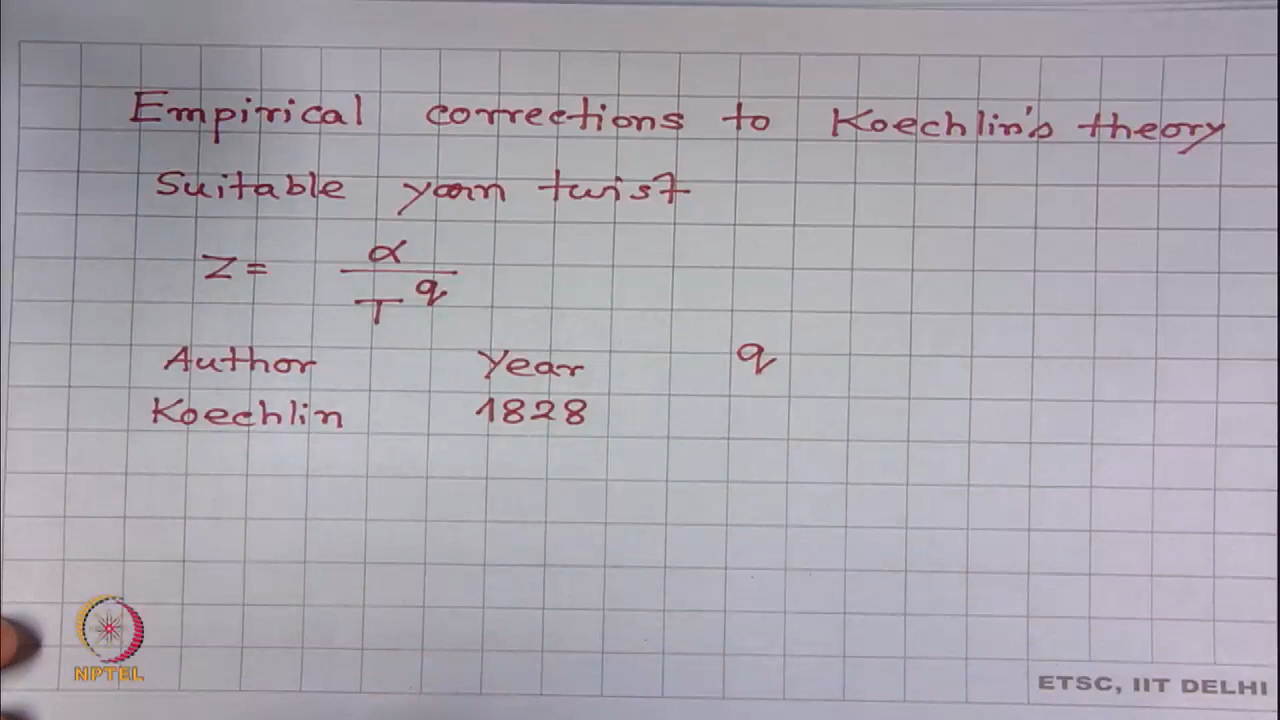 Empirical corrections to Koechlin's theory
Suitable yarn twist
Z = α / T^q
Author Year q
Koechlin 1828
NPTEL
ETSC, IIT DELHI